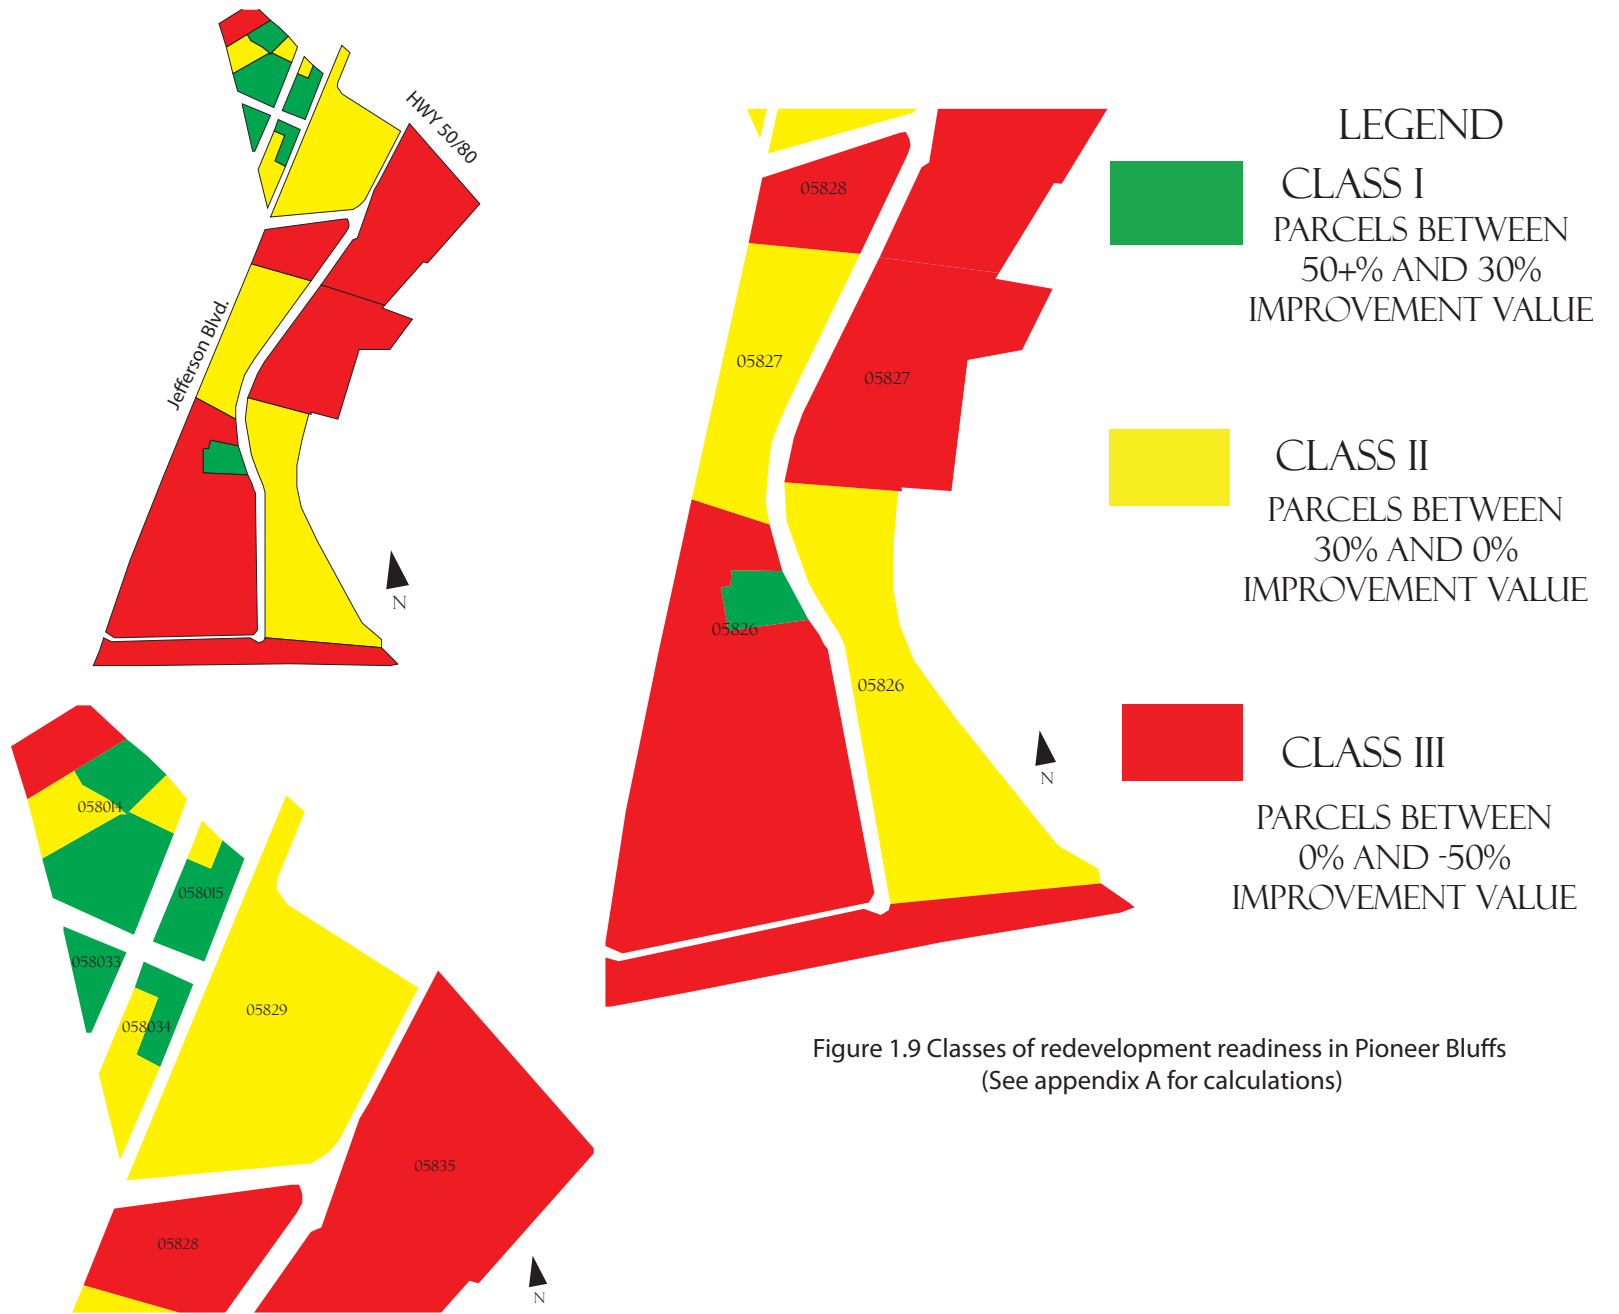 HWY 50/80
Jefferson Blvd.
N
05828
05827
05827
05826
05826
N
LEGEND
CLASS I
PARCELS BETWEEN
50+% AND 30%
IMPROVEMENT VALUE
CLASS II
PARCELS BETWEEN
30% AND 0%
IMPROVEMENT VALUE
CLASS III
PARCELS BETWEEN
0% AND -50%
IMPROVEMENT VALUE
058014
058015
058033
058034
05829
05835
05828
N
Figure 1.9 Classes of redevelopment readiness in Pioneer Bluffs
(See appendix A for calculations)